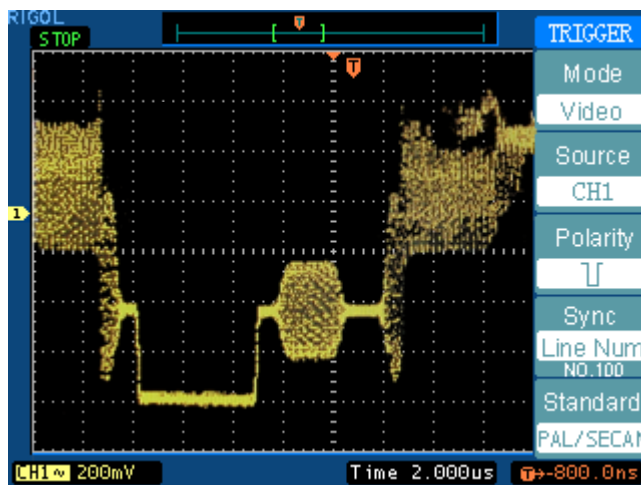 RIGOL
STOP
T
T
TRIGGER
Mode
Video
Source
CH1
Polarity
Sync
Line Num
NO.100
Standard
PAL/SECAM
1
CH1~ 200mV
Time 2.000us
T→-800.0ns